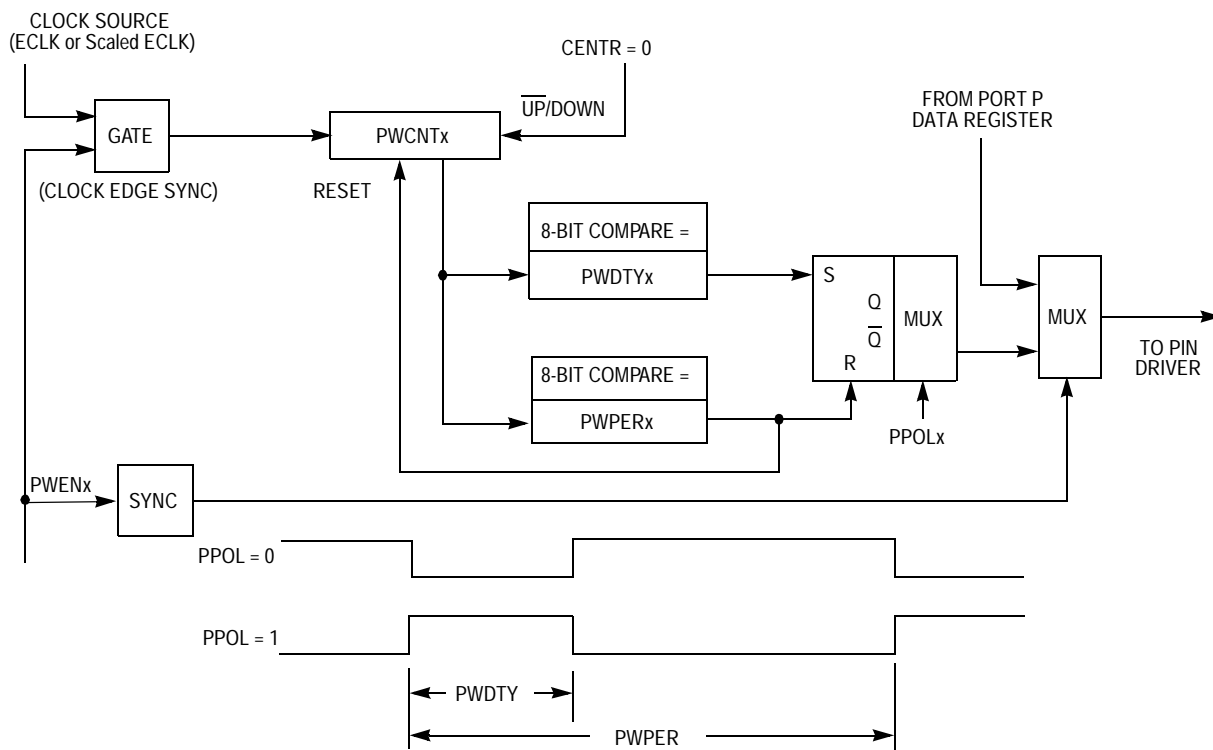 CLOCK SOURCE
(ECLK or Scaled ECLK)
CENTR = 0
UP/DOWN
FROM PORT P
DATA REGISTER
GATE
PWCNTx
(CLOCK EDGE SYNC)
RESET
8-BIT COMPARE =
PWDTYx
S
Q
Q
R
MUX
MUX
TO PIN
DRIVER
8-BIT COMPARE =
PWPERx
PPOLx
PWENx
SYNC
PPOL = 0
PPOL = 1
PWDTY
PWPER